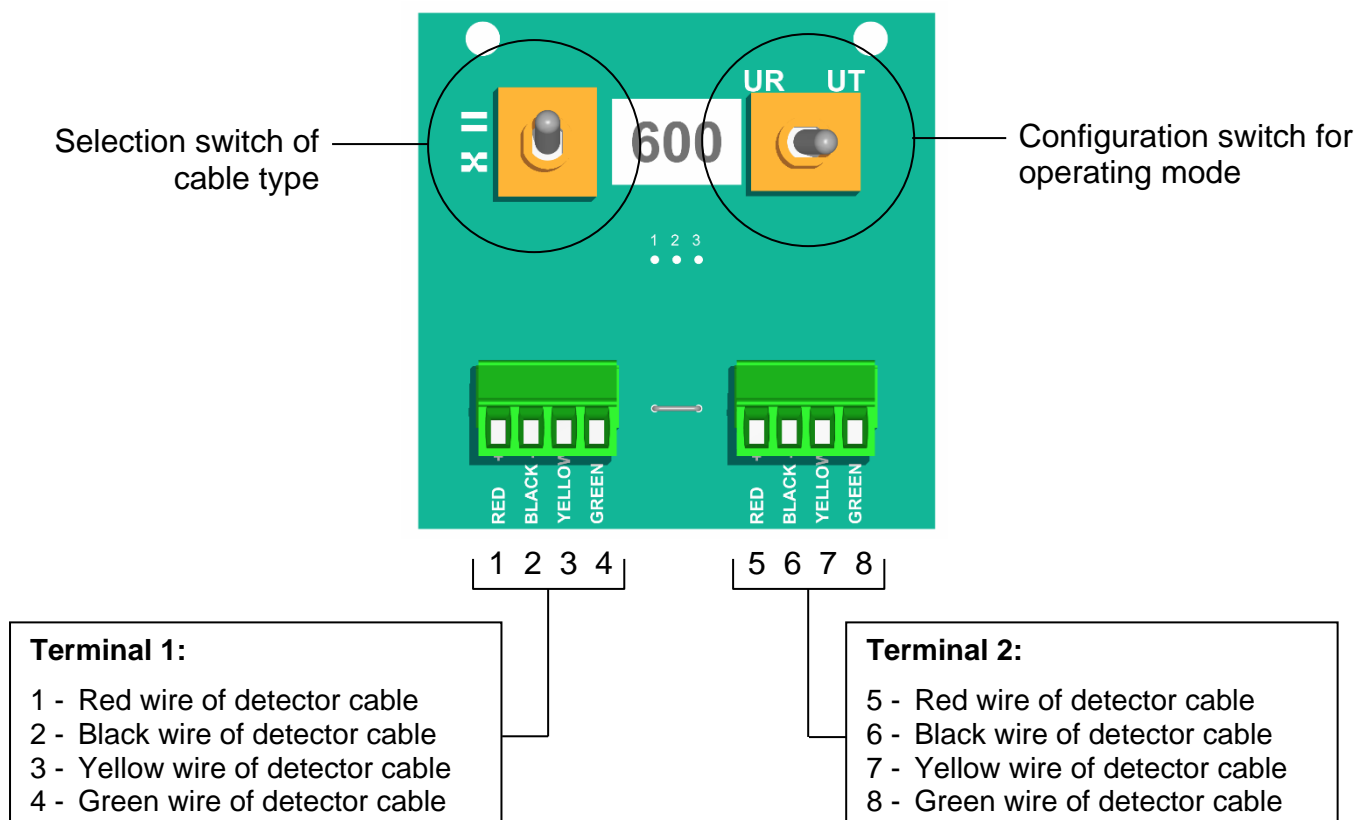 UR UT
=
x
600
Selection switch of
cable type
Configuration switch for
operating mode
1 2 3
+ - + -
RED BLACK YELLOW GREEN
RED BLACK YELLOW GREEN
1 2 3 4
5 6 7 8
Terminal 1:
1 - Red wire of detector cable
2 - Black wire of detector cable
3 - Yellow wire of detector cable
4 - Green wire of detector cable
Terminal 2:
5 - Red wire of detector cable
6 - Black wire of detector cable
7 - Yellow wire of detector cable
8 - Green wire of detector cable